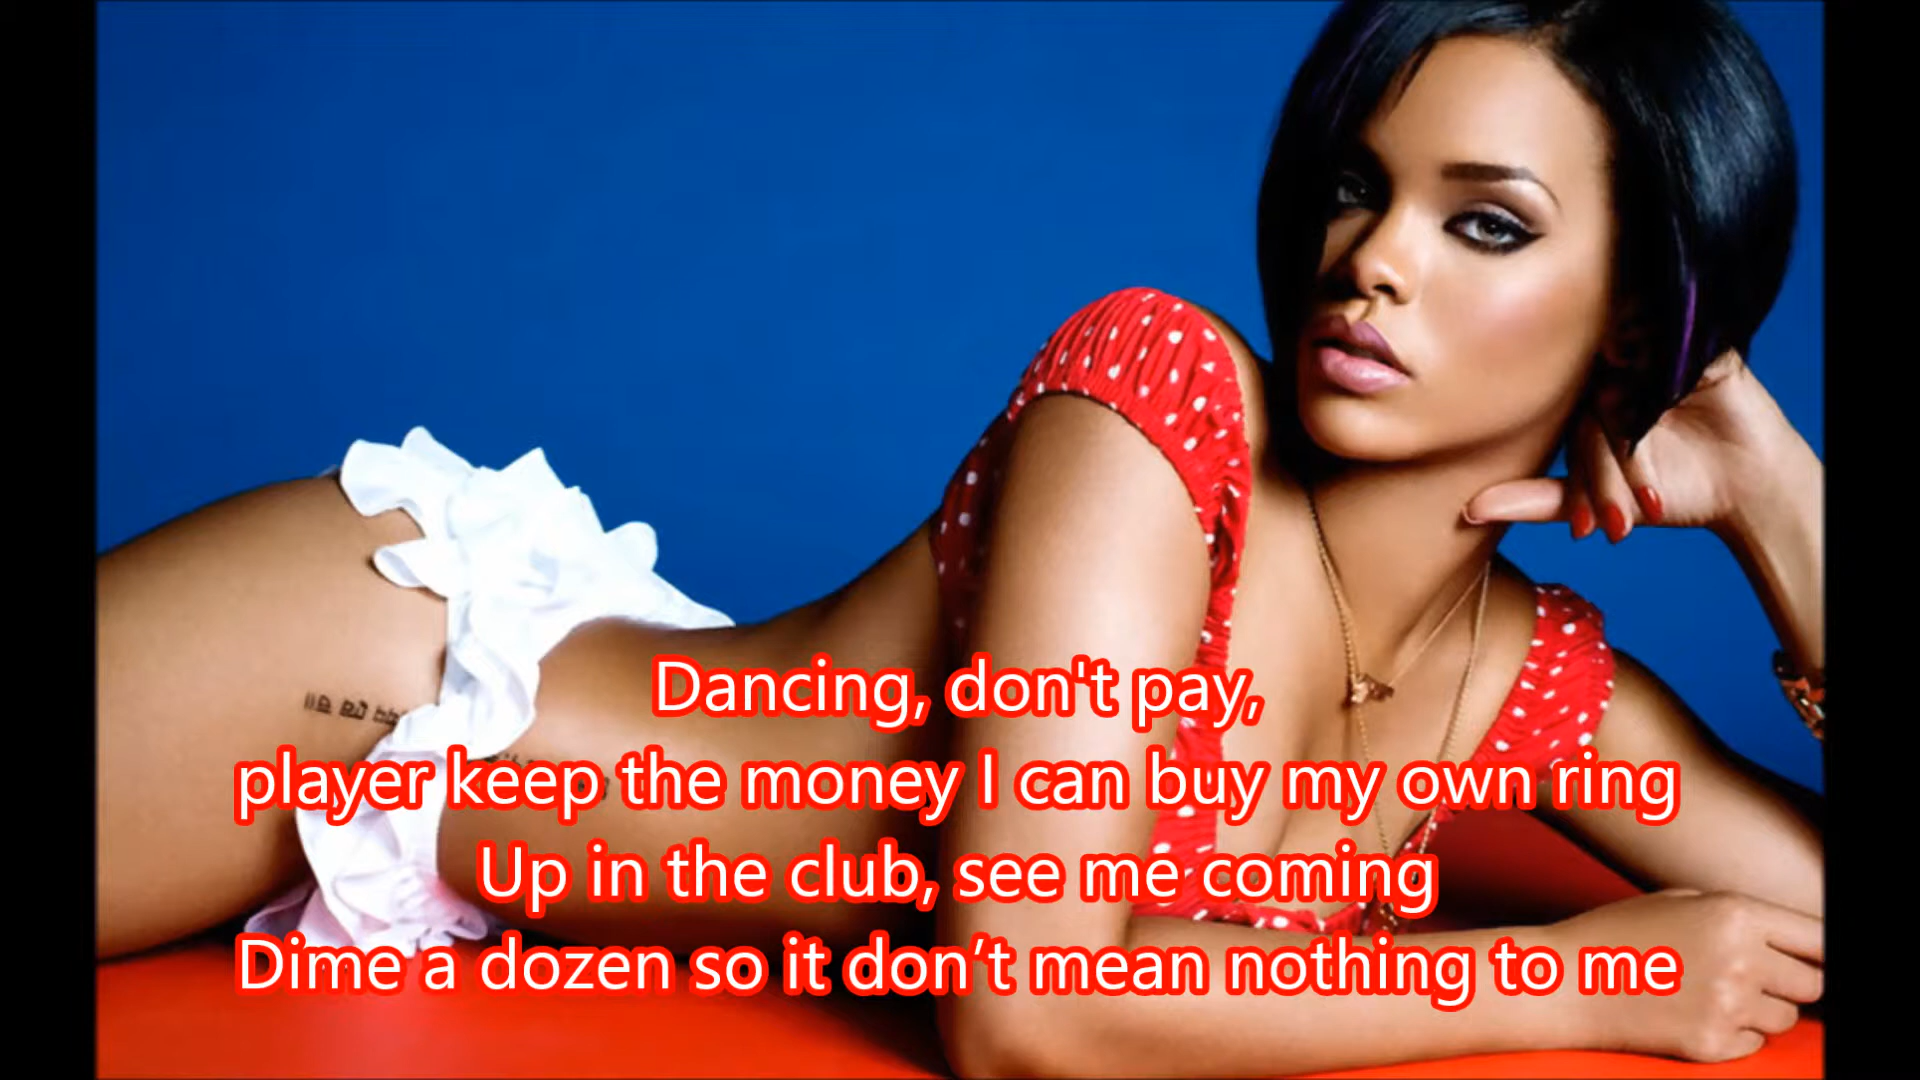 Dancing, don't pay,
player keep the money I can buy my own ring
Up in the club, see me coming
Dime a dozen so it don’t mean nothing to me